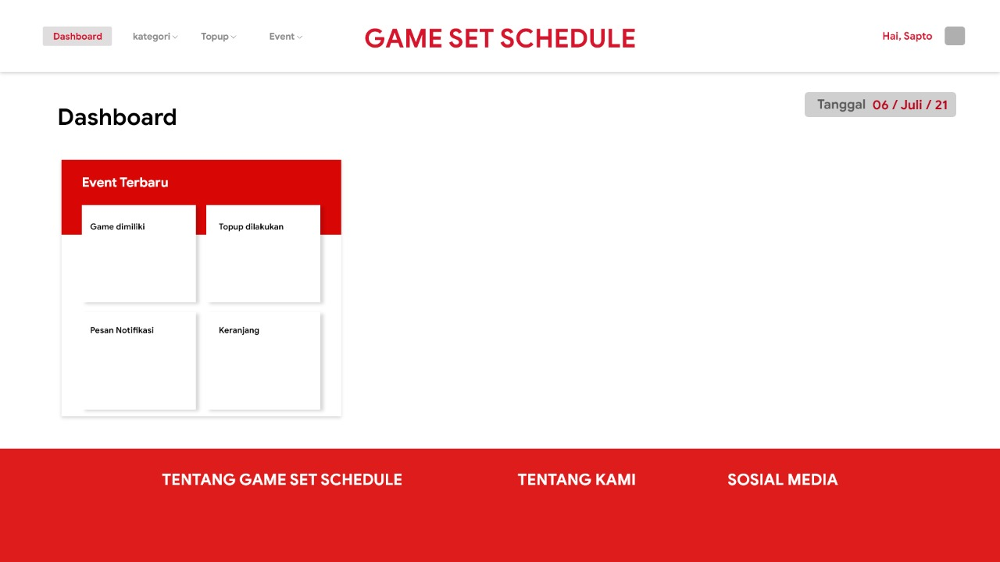 Dashboard
kategori
Topup
Event
GAME SET SCHEDULE
Hai, Sapto
Dashboard
Tanggal 06 / Juli / 21
Event Terbaru
Game dimiliki
Topup dilakukan
Pesan Notifikasi
Keranjang
TENTANG GAME SET SCHEDULE
TENTANG KAMI
SOSIAL MEDIA